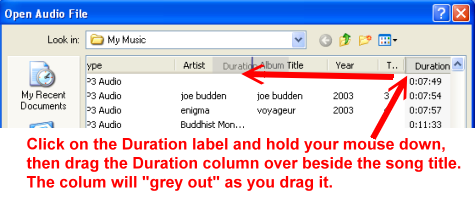 Open Audio File
Look in: My Music
ype Artist Duration Album Title Year T.. Duration
P3 Audio 0:07:49
P3 Audio joe budden joe budden 2003 3 0:07:54
P3 Audio enigma voyageur 2003 0:07:57
P3 Audio Buddhist Mon... 0:11:33
My Recent
Documents
Click on the Duration label and hold your mouse down,
then drag the Duration column over beside the song title.
The colum will "grey out" as you drag it.